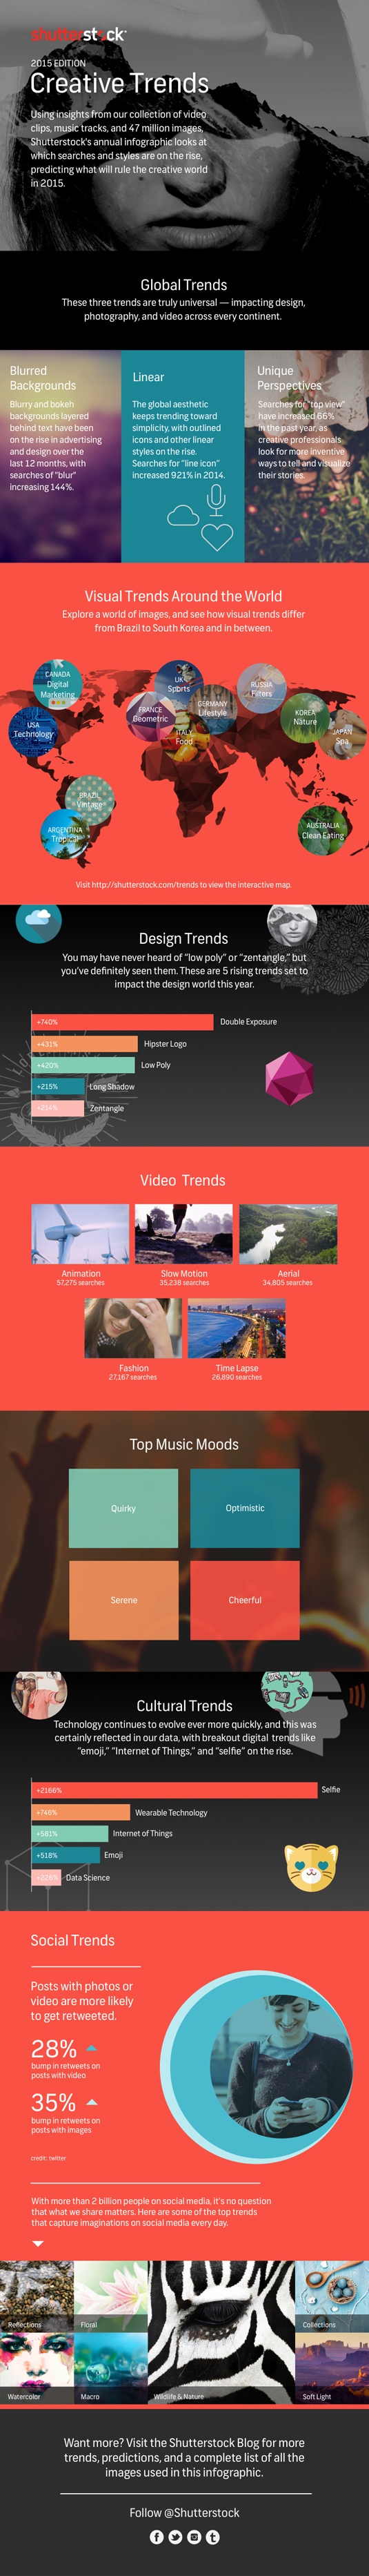 shutterstock
2015 EDITION
Creative Trends
Using insights from our collection of video
clips, music tracks, and 47 million images,
Shutterstock's annual infographic looks at
which searches and styles are on the rise,
predicting what will rule the creative world
in 2015.
Global Trends
These three trends are truly universal — impacting design,
photography, and video across every continent.
Blurred
Backgrounds
Blurry and bokeh
backgrounds layered
behind text have been
on the rise in advertising
and design over the
last 12 months, with
searches of "blur"
increasing 144%.
Linear
The global aesthetic
keeps trending toward
simplicity, with outlined
icons and other linear
styles on the rise.
Searches for "line icon"
increased 921% in 2014.
Unique
Perspectives
Searches for "top view"
have increased 66%
in the past year, as
creative professionals
look for more inventive
ways to tell and visualize
their stories.
Visual Trends Around the World
Explore a world of images, and see how visual trends differ
from Brazil to South Korea and in between.
CANADA
Digital
Marketing
USA
Technology
UK
Sports
FRANCE
Geometric
GERMANY
Lifestyle
ITALY
Food
RUSSIA
Filters
KOREA
Nature
JAPAN
Spa
BRAZIL
Vintage
ARGENTINA
Tropical
AUSTRALIA
Clean Eating
Visit http://shutterstock.com/trends to view the interactive map.
Design Trends
You may have never heard of "low poly" or "zentangle," but
you've definitely seen them. These are 5 rising trends set to
impact the design world this year.
+740% Double Exposure
+431% Hipster Logo
+420% Low Poly
+215% Long Shadow
+214% Zentangle
Video Trends
Animation
57,275 searches
Slow Motion
35,238 searches
Aerial
34,805 searches
Fashion
27,167 searches
Time Lapse
26,890 searches
Top Music Moods
Quirky
Optimistic
Serene
Cheerful
Cultural Trends
Technology continues to evolve ever more quickly, and this was
certainly reflected in our data, with breakout digital trends like
"emoji," "Internet of Things," and "selfie" on the rise.
+2166% Selfie
+746% Wearable Technology
Internet of Things
+518% Emoji
Data Science
Social Trends
Posts with photos or
video are more likely
to get retweeted.
28%
bump in retweets on
posts with video
35%
bump in retweets on
posts with images
credit: twitter
With more than 2 billion people on social media, it's no question
that what we share matters. Here are some of the top trends
that capture imaginations on social media every day.
Reflections
Floral
Collections
Watercolor
Macro
Wildlife & Nature
Soft Light
Want more? Visit the Shutterstock Blog for more
trends, predictions, and a complete list of all the
images used in this infographic.
Follow @Shutterstock